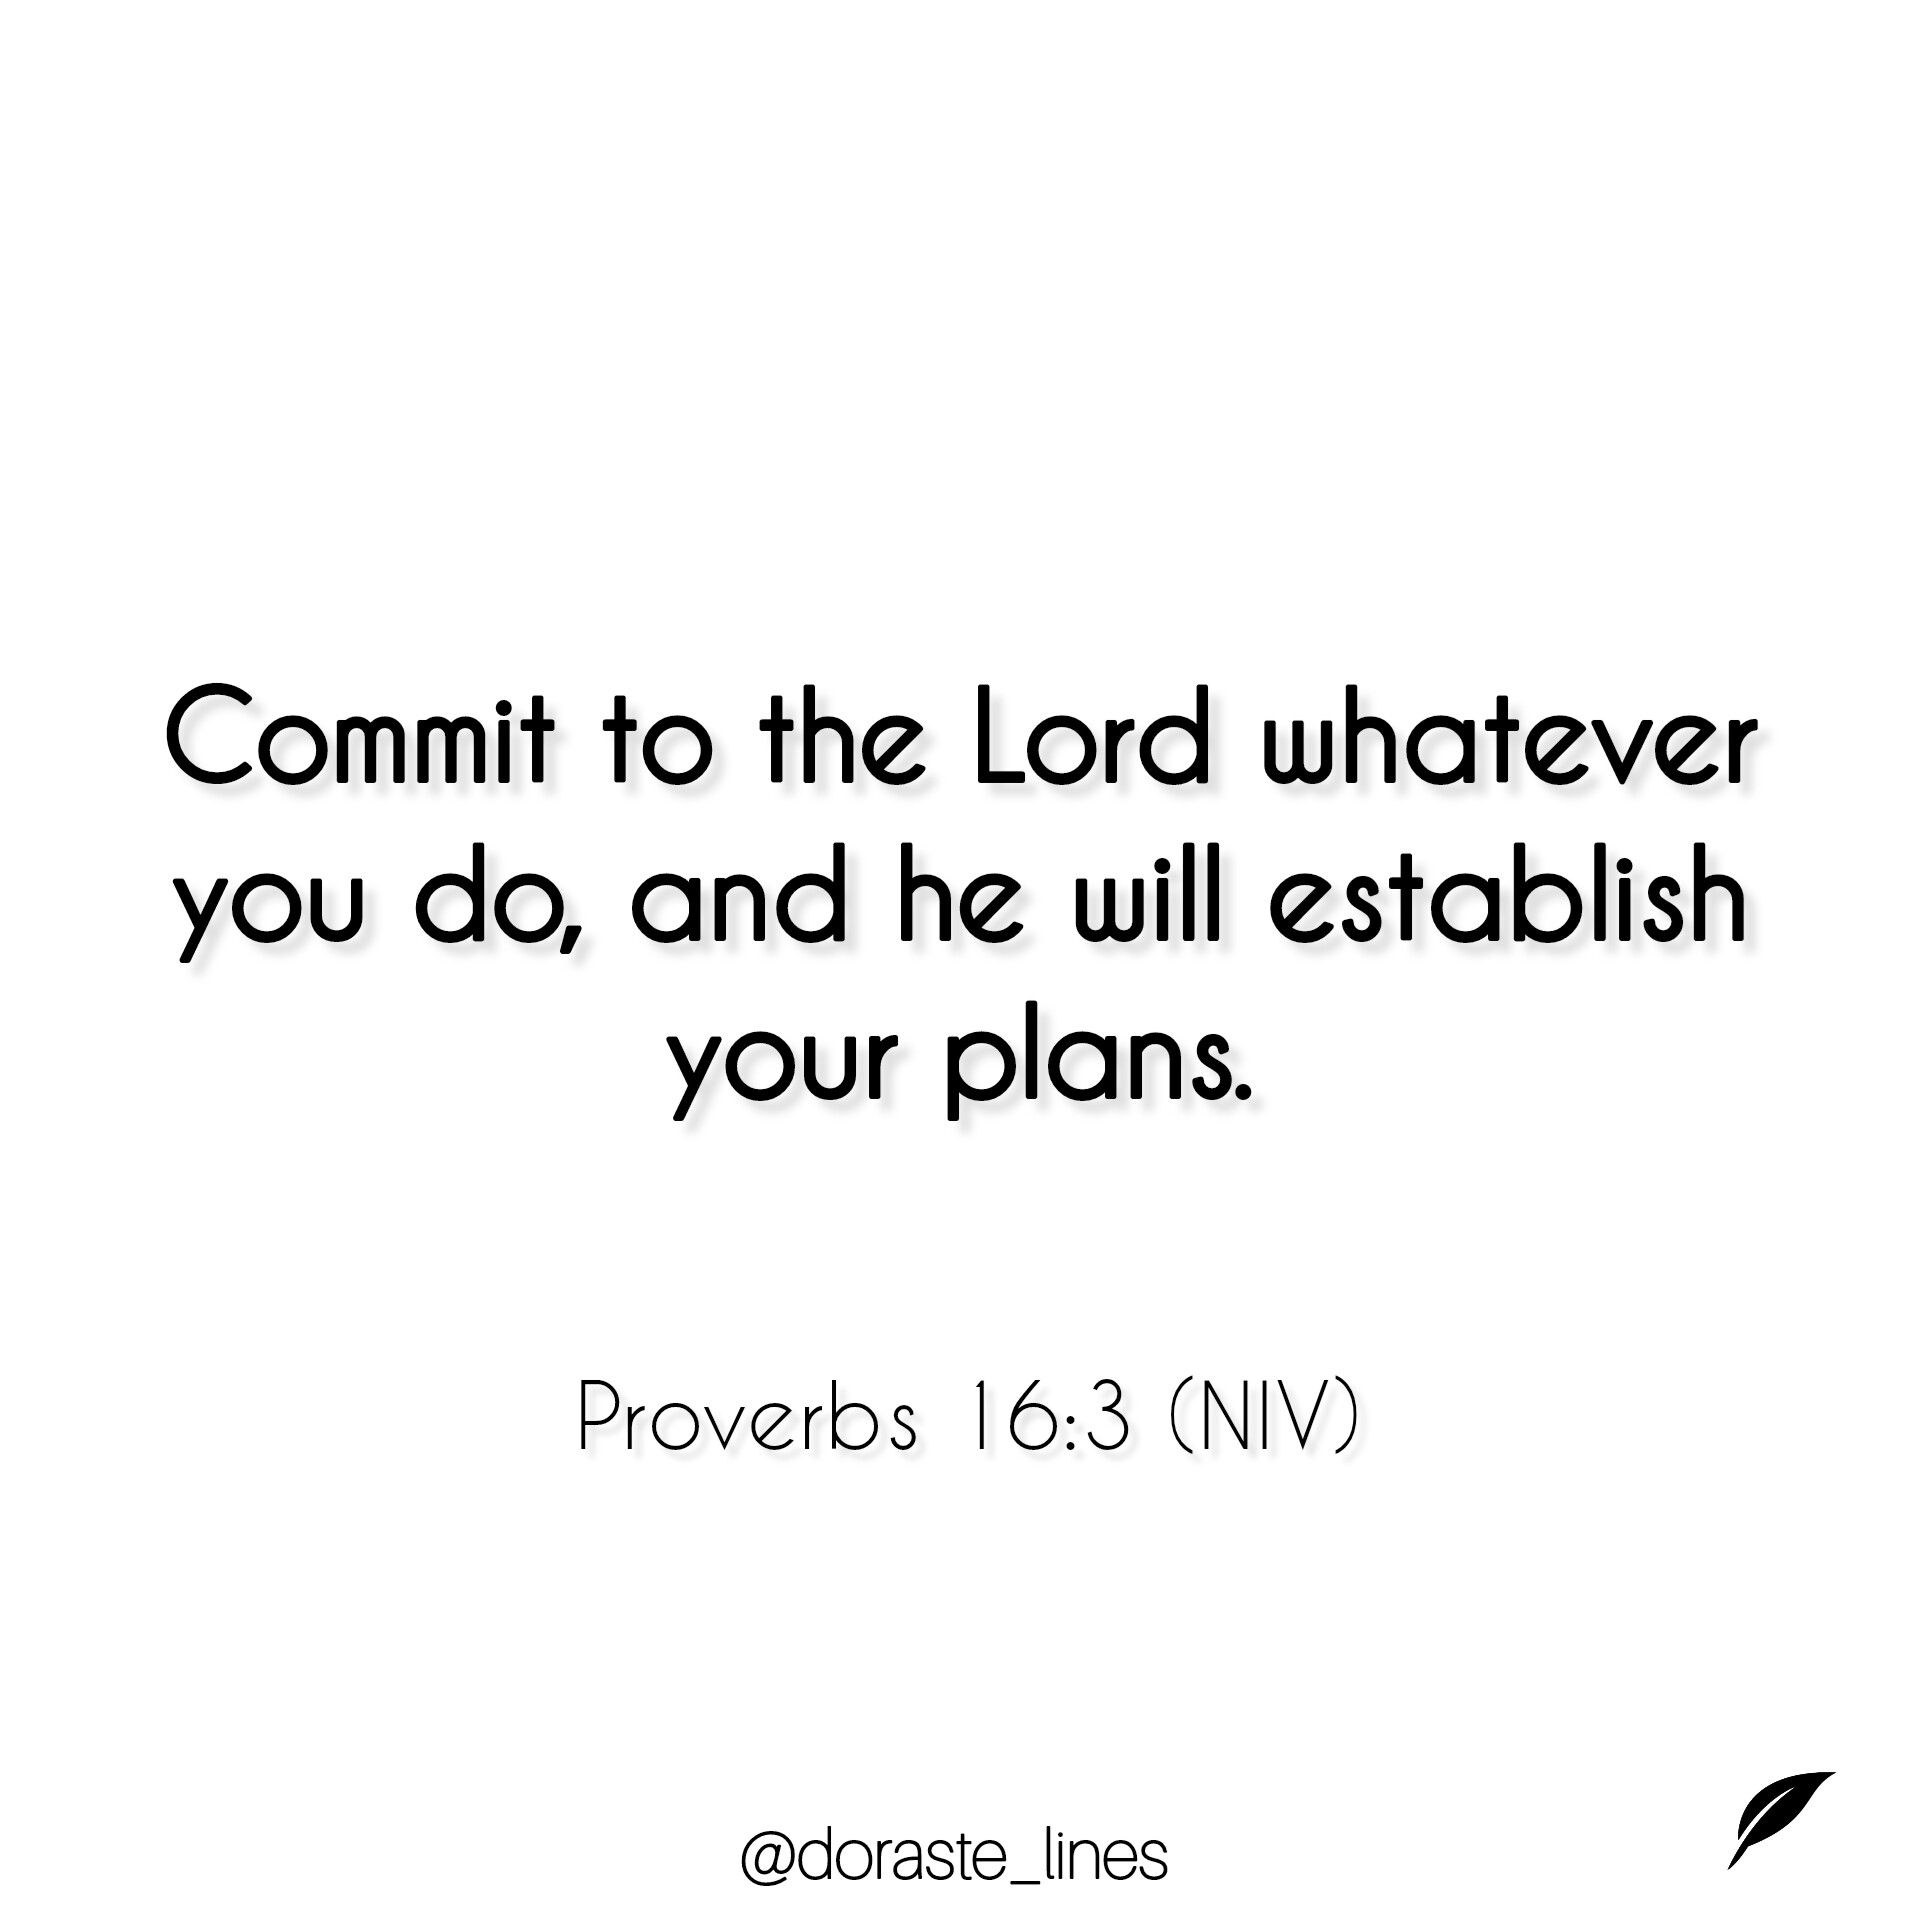 Commit to the Lord whatever
you do, and he will establish
your plans.
Proverbs 16:3 (NIV)
@doraste_lines